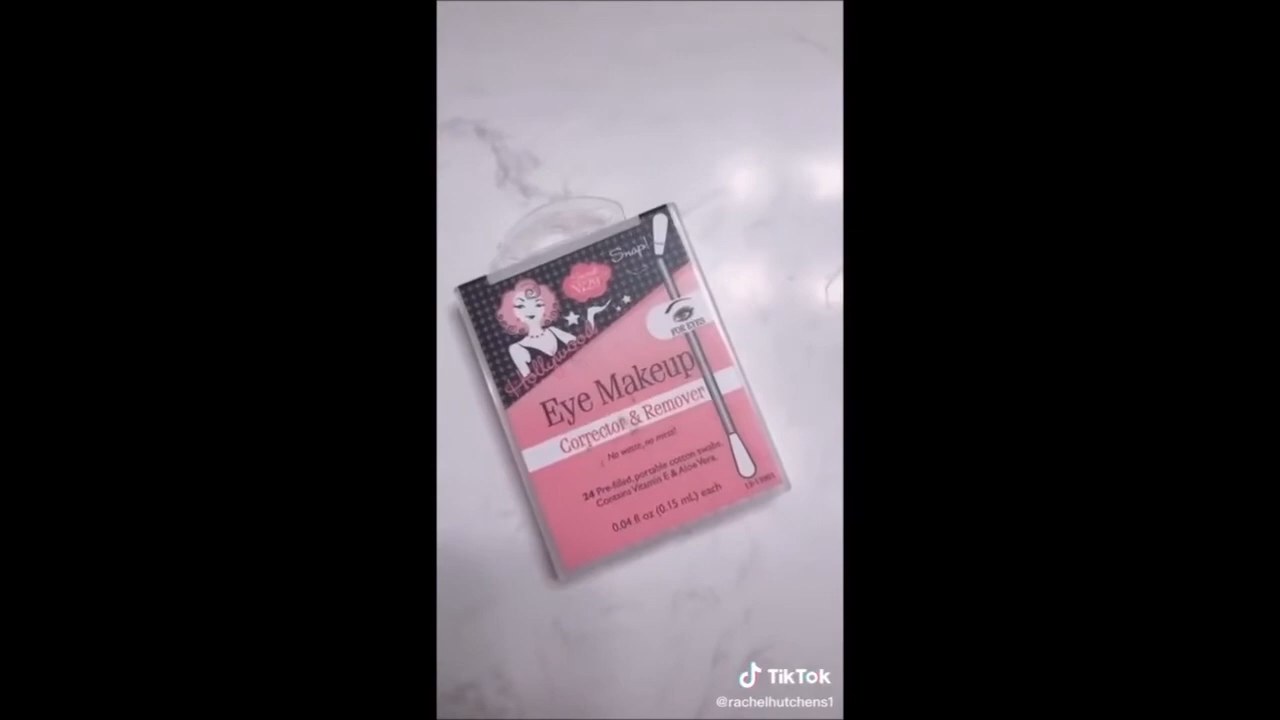 Snap!
Hollywood
FOR EYES
Eye Makeup
Corrector & Remover
No waste, no mess!
24 Pre-filled, portable cotton swabs.
Contains Vitamin E & Aloe Vera.
0.04 fl oz (0.15 mL) each
TikTok
@rachelhutchens1